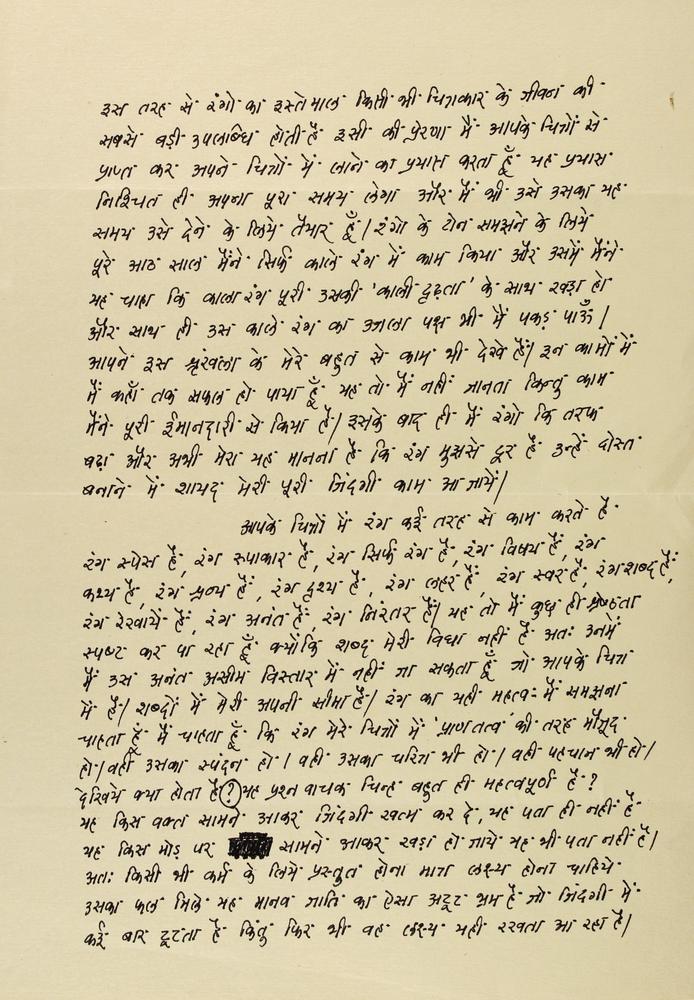 इस तरह से रंगो का इस्तेमाल किसी भी चित्रकार के जीवन की
सबसे बड़ी उपलब्धि होती है इसी की प्रेरणा मैं आपके चित्रों से
प्राप्त कर अपने चित्रों में लाने का प्रयास करता हूँ यह प्रयास
निश्चित ही अपना पूरा समय लेगा और मैं भी उसे उसका यह
समय उसे देने के लिये तैयार हूँ। रंगो के टोन समझने के लिये
पूरे आठ साल मैंने सिर्फ काले रंग में काम किया और उसमें मैंने
यह चाहा कि काला रंग पूरी उसकी 'काली दृढ़ता' के साथ खड़ा हो
और साथ ही उस काले रंग का उजला पक्ष भी मैं पकड़ पाऊँ।
आपने इस श्रृंखला के मेरे बहुत से काम भी देखे हैं। इन कामों में
मैं कहाँ तक सफल हो पाया हूँ यह तो मैं नहीं जानता किन्तु काम
मैंने पूरी ईमानदारी से किया है। इसके बाद ही मैं रंगो कि तरफ
बढ़ा और अभी मेरा यह मानना है कि रंग मुझसे दूर है उन्हें दोस्त
बनाने में शायद मेरी पूरी जिंदगी काम आ जाये।
आपके चित्रों में रंग कई तरह से काम करते है
रंग स्पेस है, रंग रुपाकार है, रंग सिर्फ रंग है, रंग विषय है, रंग
कथ्य है, रंग श्रव्य है, रंग दृश्य है, रंग लहर है, रंग स्वर है, रंग शब्द है,
रंग रेखायें है, रंग अनंत है, रंग निरंतर है। यह तो मैं कुछ ही श्रेष्ठता
स्पष्ट कर पा रहा हूँ क्योंकि शब्द मेरी विधा नहीं है अतः उनमें
मैं उस अनंत असीम विस्तार में नहीं जा सकता हूँ जो आपके चित्र
में है। शब्दों में मेरी अपनी सीमा है। रंग का यही महत्व मैं समझना
चाहता हूँ मैं चाहता हूँ कि रंग मेरे चित्रों में 'प्राणतत्व' की तरह मौजूद
हो। वहीं उसका स्पंदन हो। वही उसका चरित्र भी हो। वही पहचान भी हो।
देखिये क्या होता है? यह प्रश्न वाचक चिन्ह बहुत ही महत्वपूर्ण है?
यह किस वक्त सामने आकर जिंदगी खत्म कर दे, यह पता ही नहीं है
यह किस मोड़ पर सामने आकर खड़ा हो जाये यह भी पता नहीं है।
अतः किसी भी कर्म के लिये प्रस्तुत होना मात्र लक्ष्य होना चाहिये
उसका फल मिले यह मानव जाति का ऐसा अटूट भ्रम है जो जिंदगी में
कई बार टूटता है किंतु फिर भी वह लक्ष्य यही रखता आ रहा है।